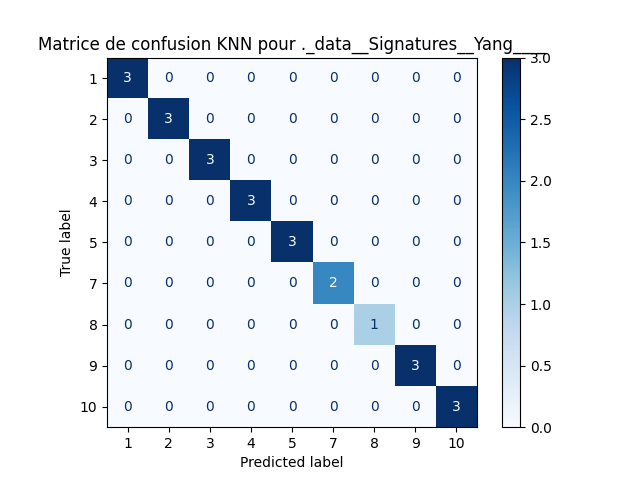 Matrice de confusion KNN pour ._data__Signatures__Yang____
1 3 0 0 0 0 0 0 0 0
2 0 3 0 0 0 0 0 0 0
3 0 0 3 0 0 0 0 0 0
4 0 0 0 3 0 0 0 0 0
5 0 0 0 0 3 0 0 0 0
7 0 0 0 0 0 2 0 0 0
8 0 0 0 0 0 0 1 0 0
9 0 0 0 0 0 0 0 3 0
10 0 0 0 0 0 0 0 0 3
1 2 3 4 5 7 8 9 10
True label
Predicted label
3.0
2.5
2.0
1.5
1.0
0.5
0.0